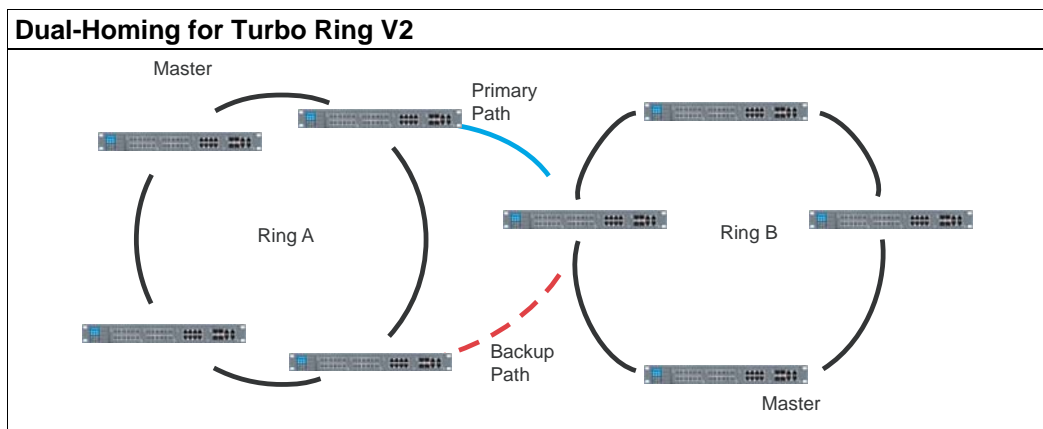 Dual-Homing for Turbo Ring V2
Master
Primary
Path
Ring A
Ring B
Backup
Path
Master